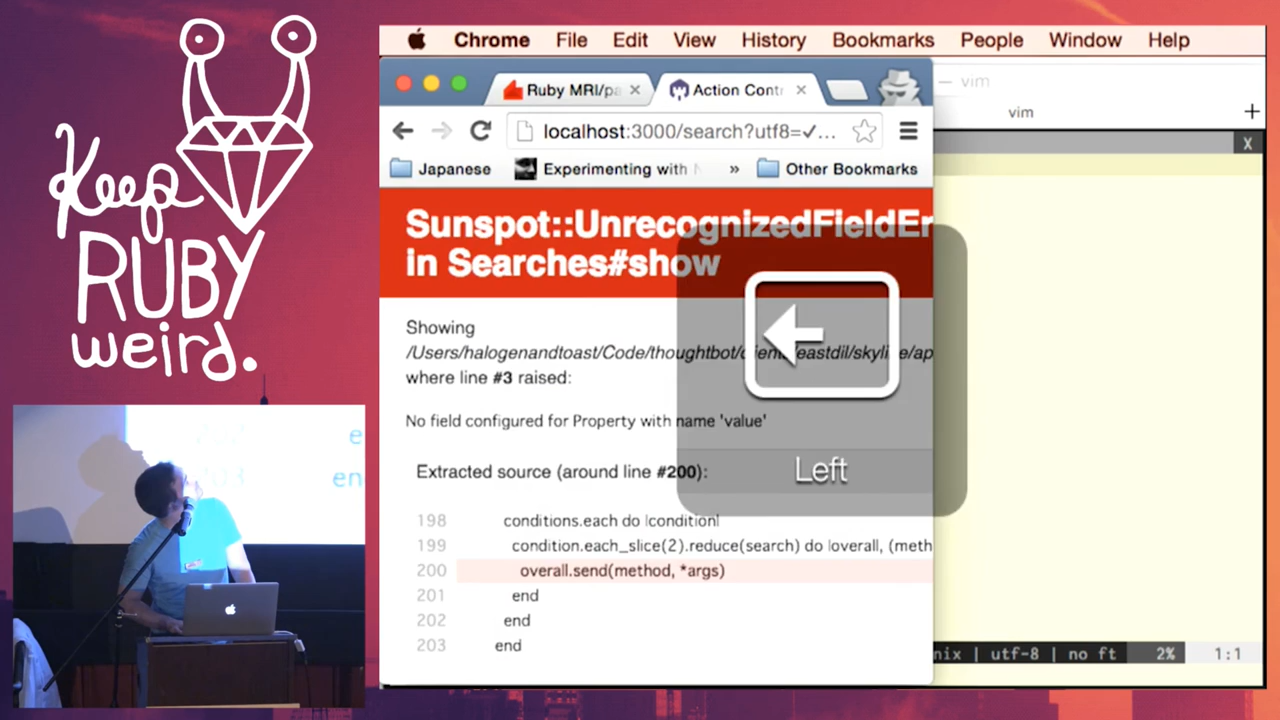 Keep
RUBY
weird.
Chrome File Edit View History Bookmarks People Window Help
Ruby MRI/pa
Action Contr
vim
localhost:3000/search?utf8=✓...
vim
+
Japanese
Experimenting with
»
Other Bookmarks
X
Sunspot::UnrecognizedFieldEr
in Searches#show
Showing
/Users/halogenandtoast/Code/thoughtbot/clients/eastdil/skyline/ap
where line #3 raised:
No field configured for Property with name 'value'
Left
Extracted source (around line #200):
198 conditions.each do |condition|
199 condition.each_slice(2).reduce(search) do |overall, (meth
200 overall.send(method, *args)
201 end
202 end
203 end
nix | utf-8 | no ft 2% 1:1
203 en